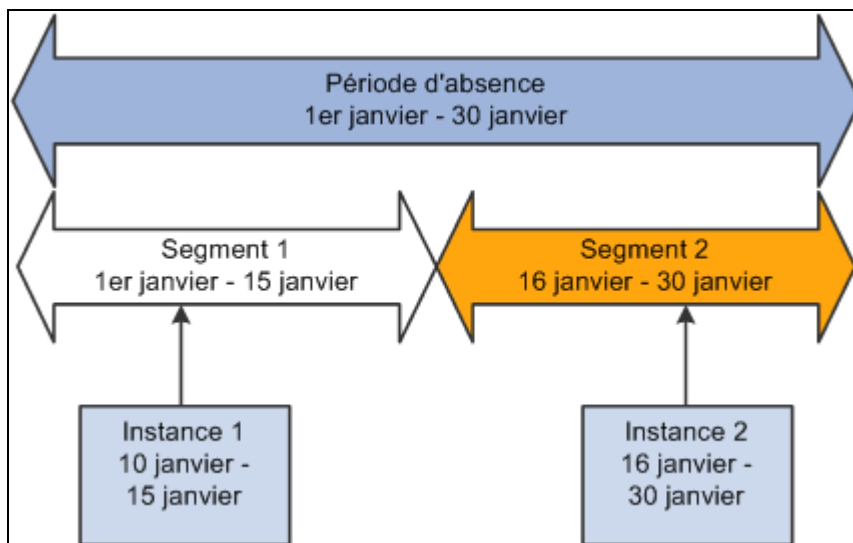 Période d'absence
1er janvier - 30 janvier
Segment 1
1er janvier - 15 janvier
Segment 2
16 janvier - 30 janvier
Instance 1
10 janvier -
15 janvier
Instance 2
16 janvier -
30 janvier